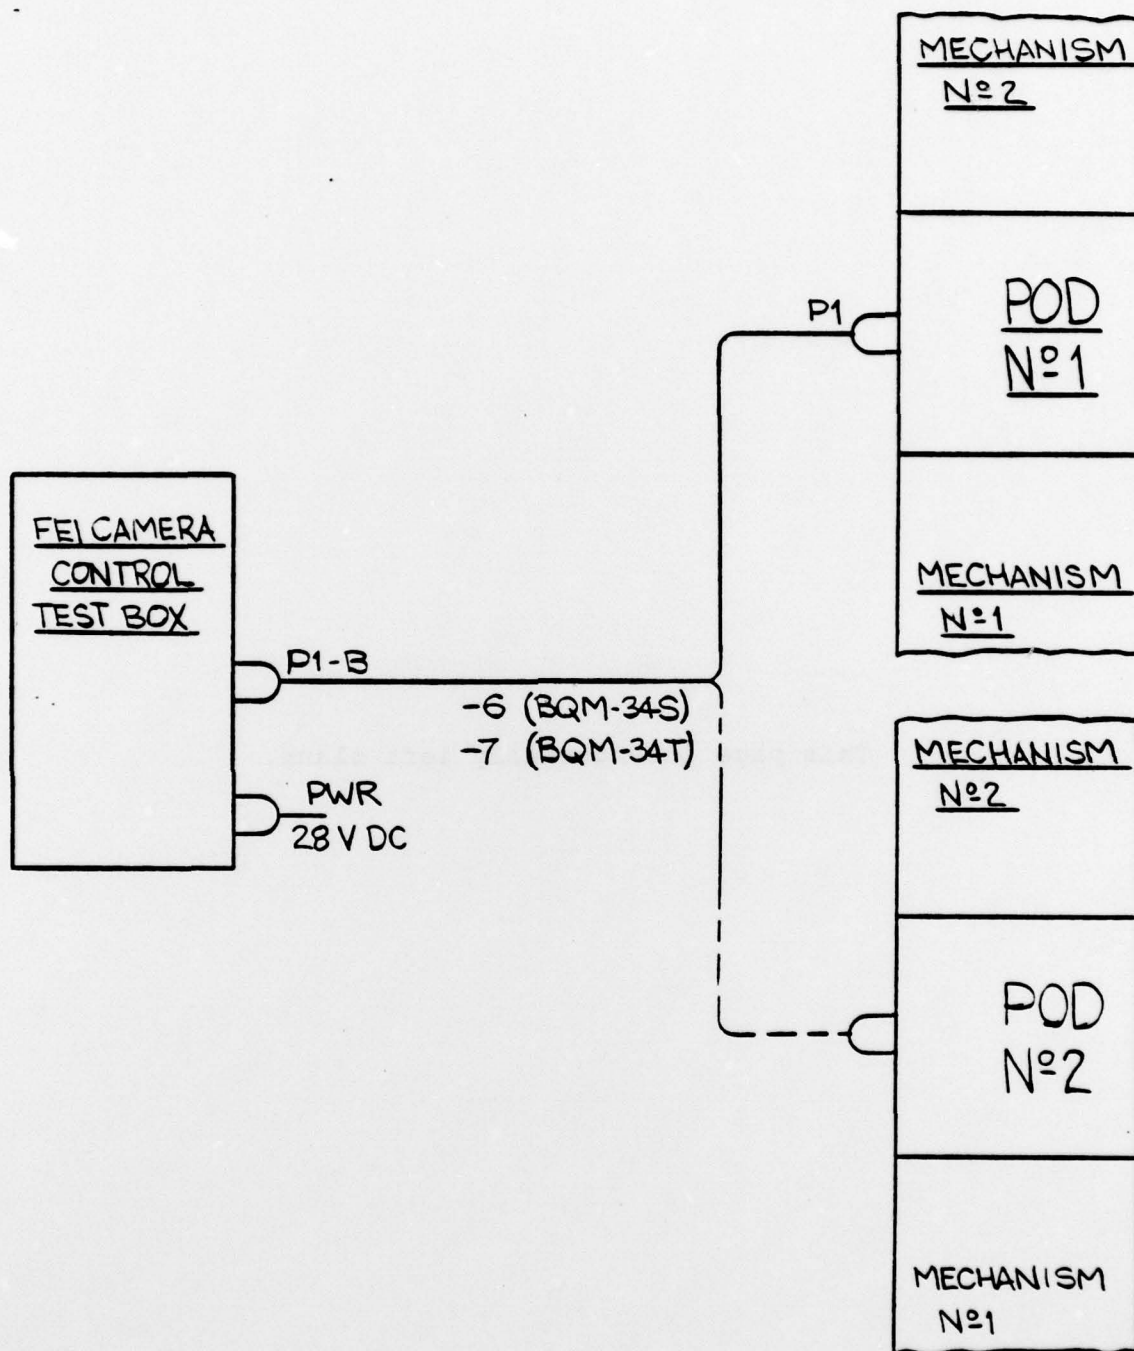 MECHANISM
Nº2
POD
Nº1
MECHANISM
Nº1
P1
FEI CAMERA
CONTROL
TEST BOX
P1-B
-6 (BQM-34S)
-7 (BQM-34T)
PWR
28 V DC
MECHANISM
Nº2
POD
Nº2
MECHANISM
Nº1